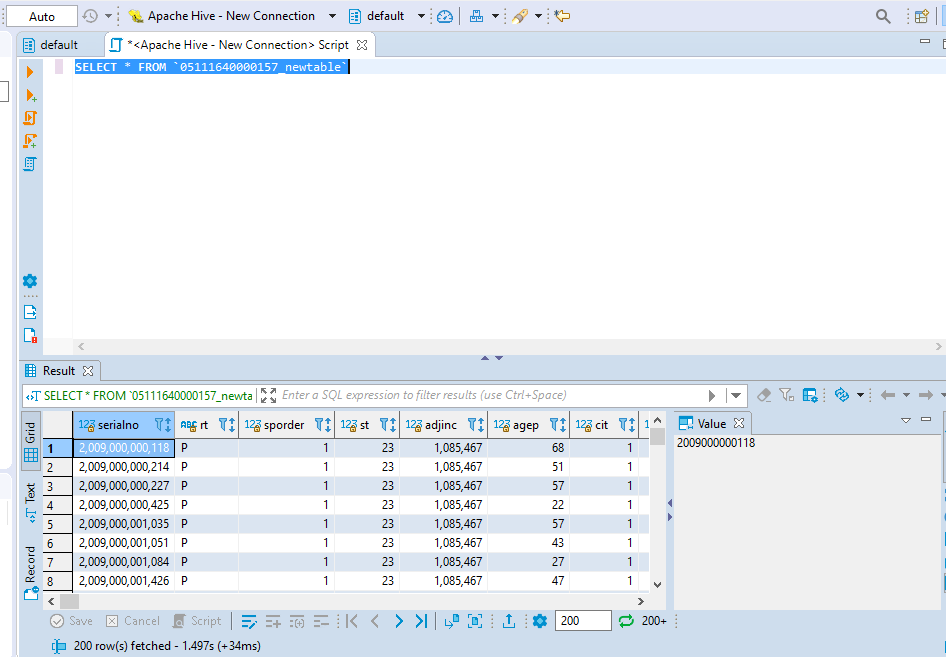 Auto Apache Hive - New Connection default
default *<Apache Hive - New Connection> Script
SELECT * FROM `05111640000157_newtable`
Result
SELECT * FROM `05111640000157_newta Enter a SQL expression to filter results (use Ctrl+Space)
Grid
Text
Record
123 serialno ABC rt 123 sporder 123 st 123 adjinc 123 agep 123 cit 1
1 2,009,000,000,118 P 1 23 1,085,467 68 1
2 2,009,000,000,214 P 1 23 1,085,467 51 1
3 2,009,000,000,227 P 1 23 1,085,467 57 1
4 2,009,000,000,425 P 1 23 1,085,467 22 1
5 2,009,000,001,035 P 1 23 1,085,467 57 1
6 2,009,000,001,051 P 1 23 1,085,467 43 1
7 2,009,000,001,084 P 1 23 1,085,467 27 1
8 2,009,000,001,426 P 1 23 1,085,467 47 1
Value
2009000000118
Save Cancel Script 200 200+
200 row(s) fetched - 1.497s (+34ms)